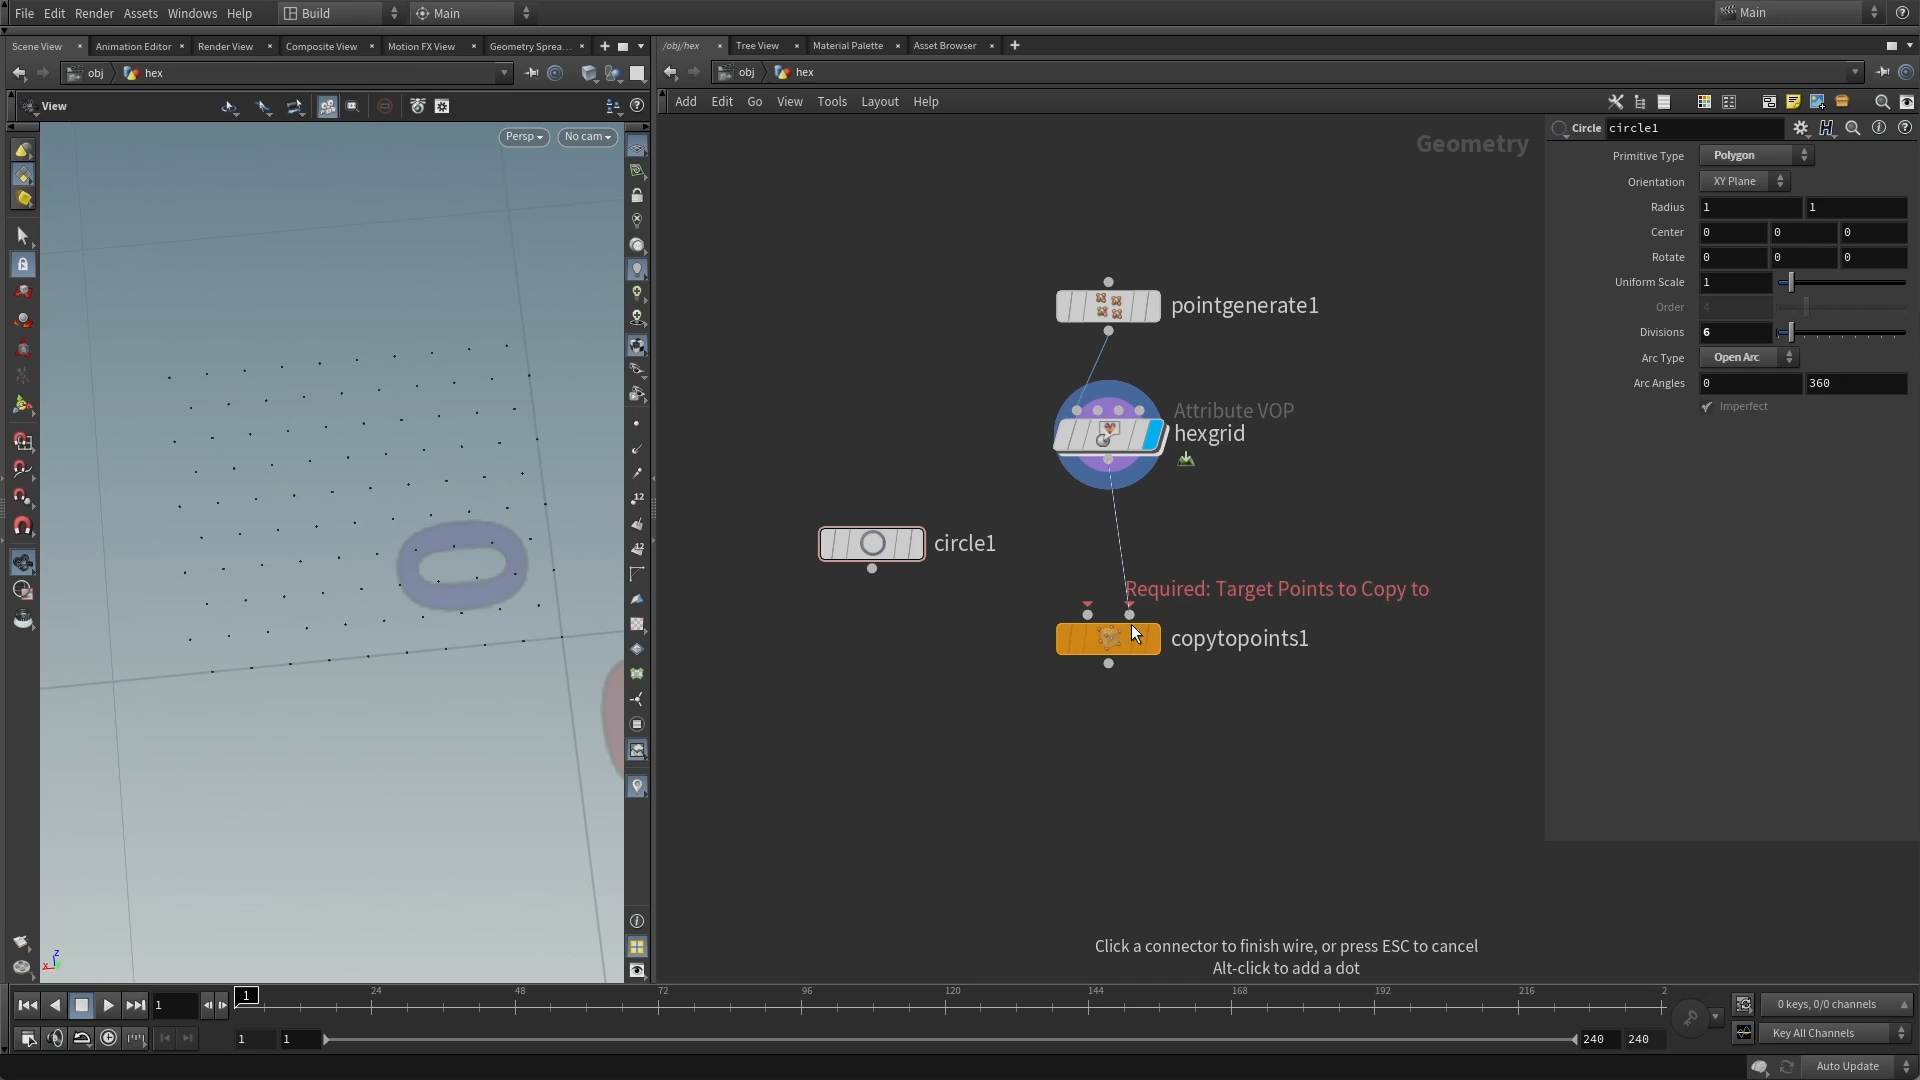 File Edit Render Assets Windows Help Build Main Main
Scene View Animation Editor Render View Composite View Motion FX View Geometry Sprea...
/obj/hex Tree View Material Palette Asset Browser
obj hex
obj hex
View
Add Edit Go View Tools Layout Help
Persp No cam
Geometry
Circle circle1
Primitive Type Polygon
Orientation XY Plane
Radius 1 1
Center 0 0 0
Rotate 0 0 0
Uniform Scale 1
Order 4
Divisions 6
Arc Type Open Arc
Arc Angles 0 360
Imperfect
pointgenerate1
Attribute VOP
hexgrid
circle1
Required: Target Points to Copy to
copytopoints1
12
12
z
x
Click a connector to finish wire, or press ESC to cancel
Alt-click to add a dot
1 1 24 48 72 96 120 144 168 192 216 2
0 keys, 0/0 channels
1 1 240 240
Key All Channels
Auto Update